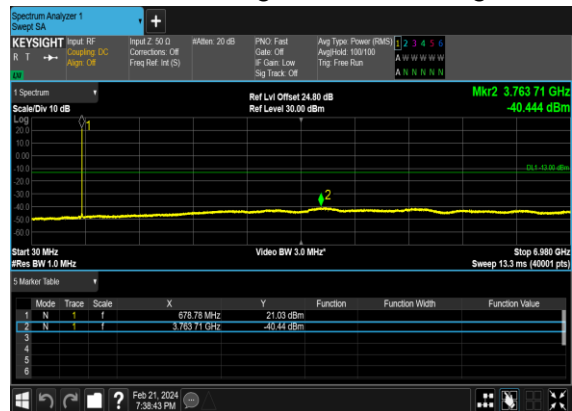 Spectrum Analyzer 1
Swept SA
+
KEYSIGHT Input: RF Input Z: 50 Ω #Atten: 20 dB PNO: Fast Avg Type: Power (RMS) 1 2 3 4 5 6
R T Coupling: DC Corrections: Off Gate: Off Avg|Hold: 100/100 A W W W W W
Align: Off Freq Ref: Int (S) IF Gain: Low Trig: Free Run
LW Sig Track: Off A N N N N N
1 Spectrum Ref Lvl Offset 24.80 dB Mkr2 3.763 71 GHz
Scale/Div 10 dB Ref Level 30.00 dBm -40.444 dBm
Log
1
20.0
10.0
0.00
-10.0
DL1 -13.00 dBm
-20.0
-30.0
2
-40.0
-50.0
-60.0
Start 30 MHz Video BW 3.0 MHz* Stop 6.980 GHz
#Res BW 1.0 MHz Sweep 13.3 ms (40001 pts)
5 Marker Table
Mode Trace Scale X Y Function Function Width Function Value
1 N 1 f 678.78 MHz 21.03 dBm
2 N 1 f 3.763 71 GHz -40.44 dBm
3
4
5
6
? Feb 21, 2024
7:38:43 PM